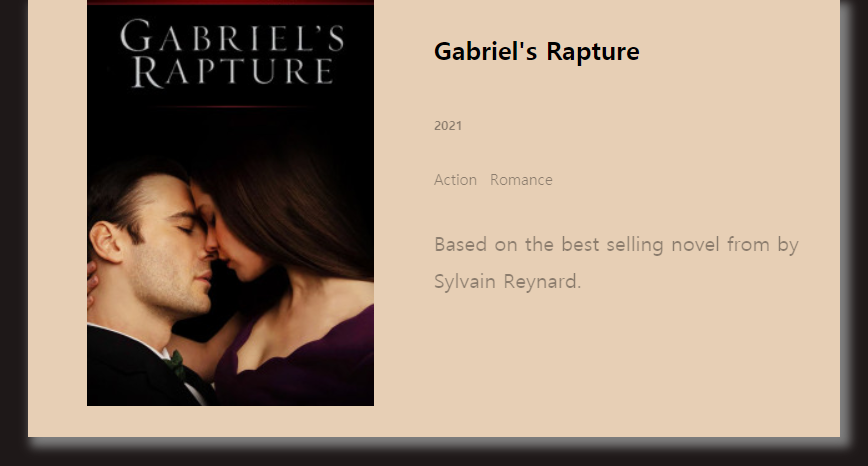 GABRIEL'S
RAPTURE
Gabriel's Rapture
2021
Action Romance
Based on the best selling novel from by
Sylvain Reynard.